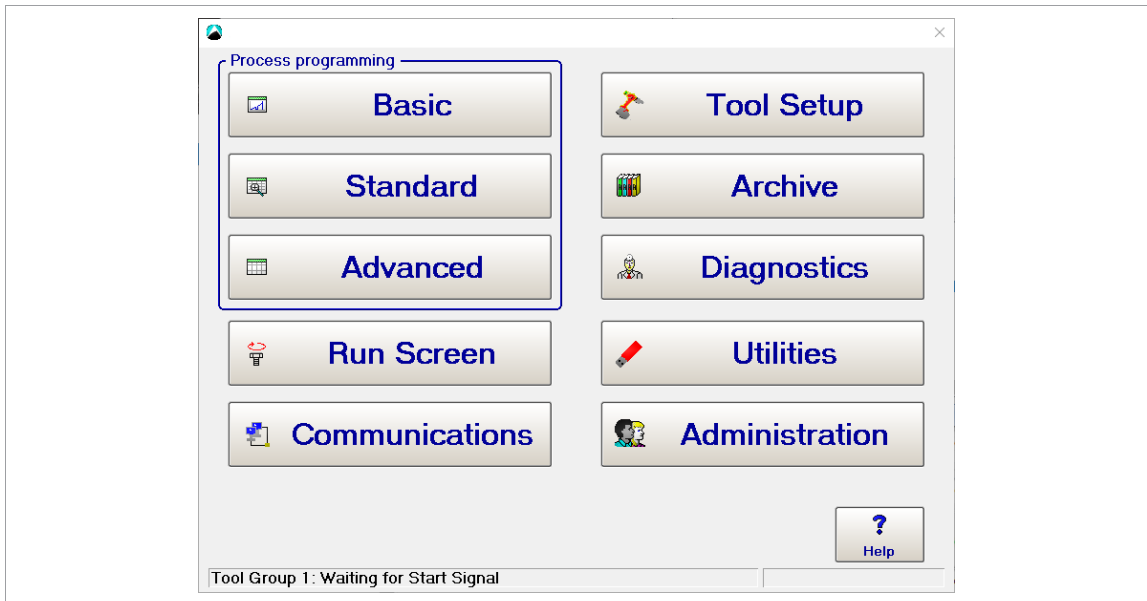 Process programming
Basic
Tool Setup
Standard
Archive
Advanced
Diagnostics
Run Screen
Utilities
Communications
Administration
?
Help
Tool Group 1: Waiting for Start Signal